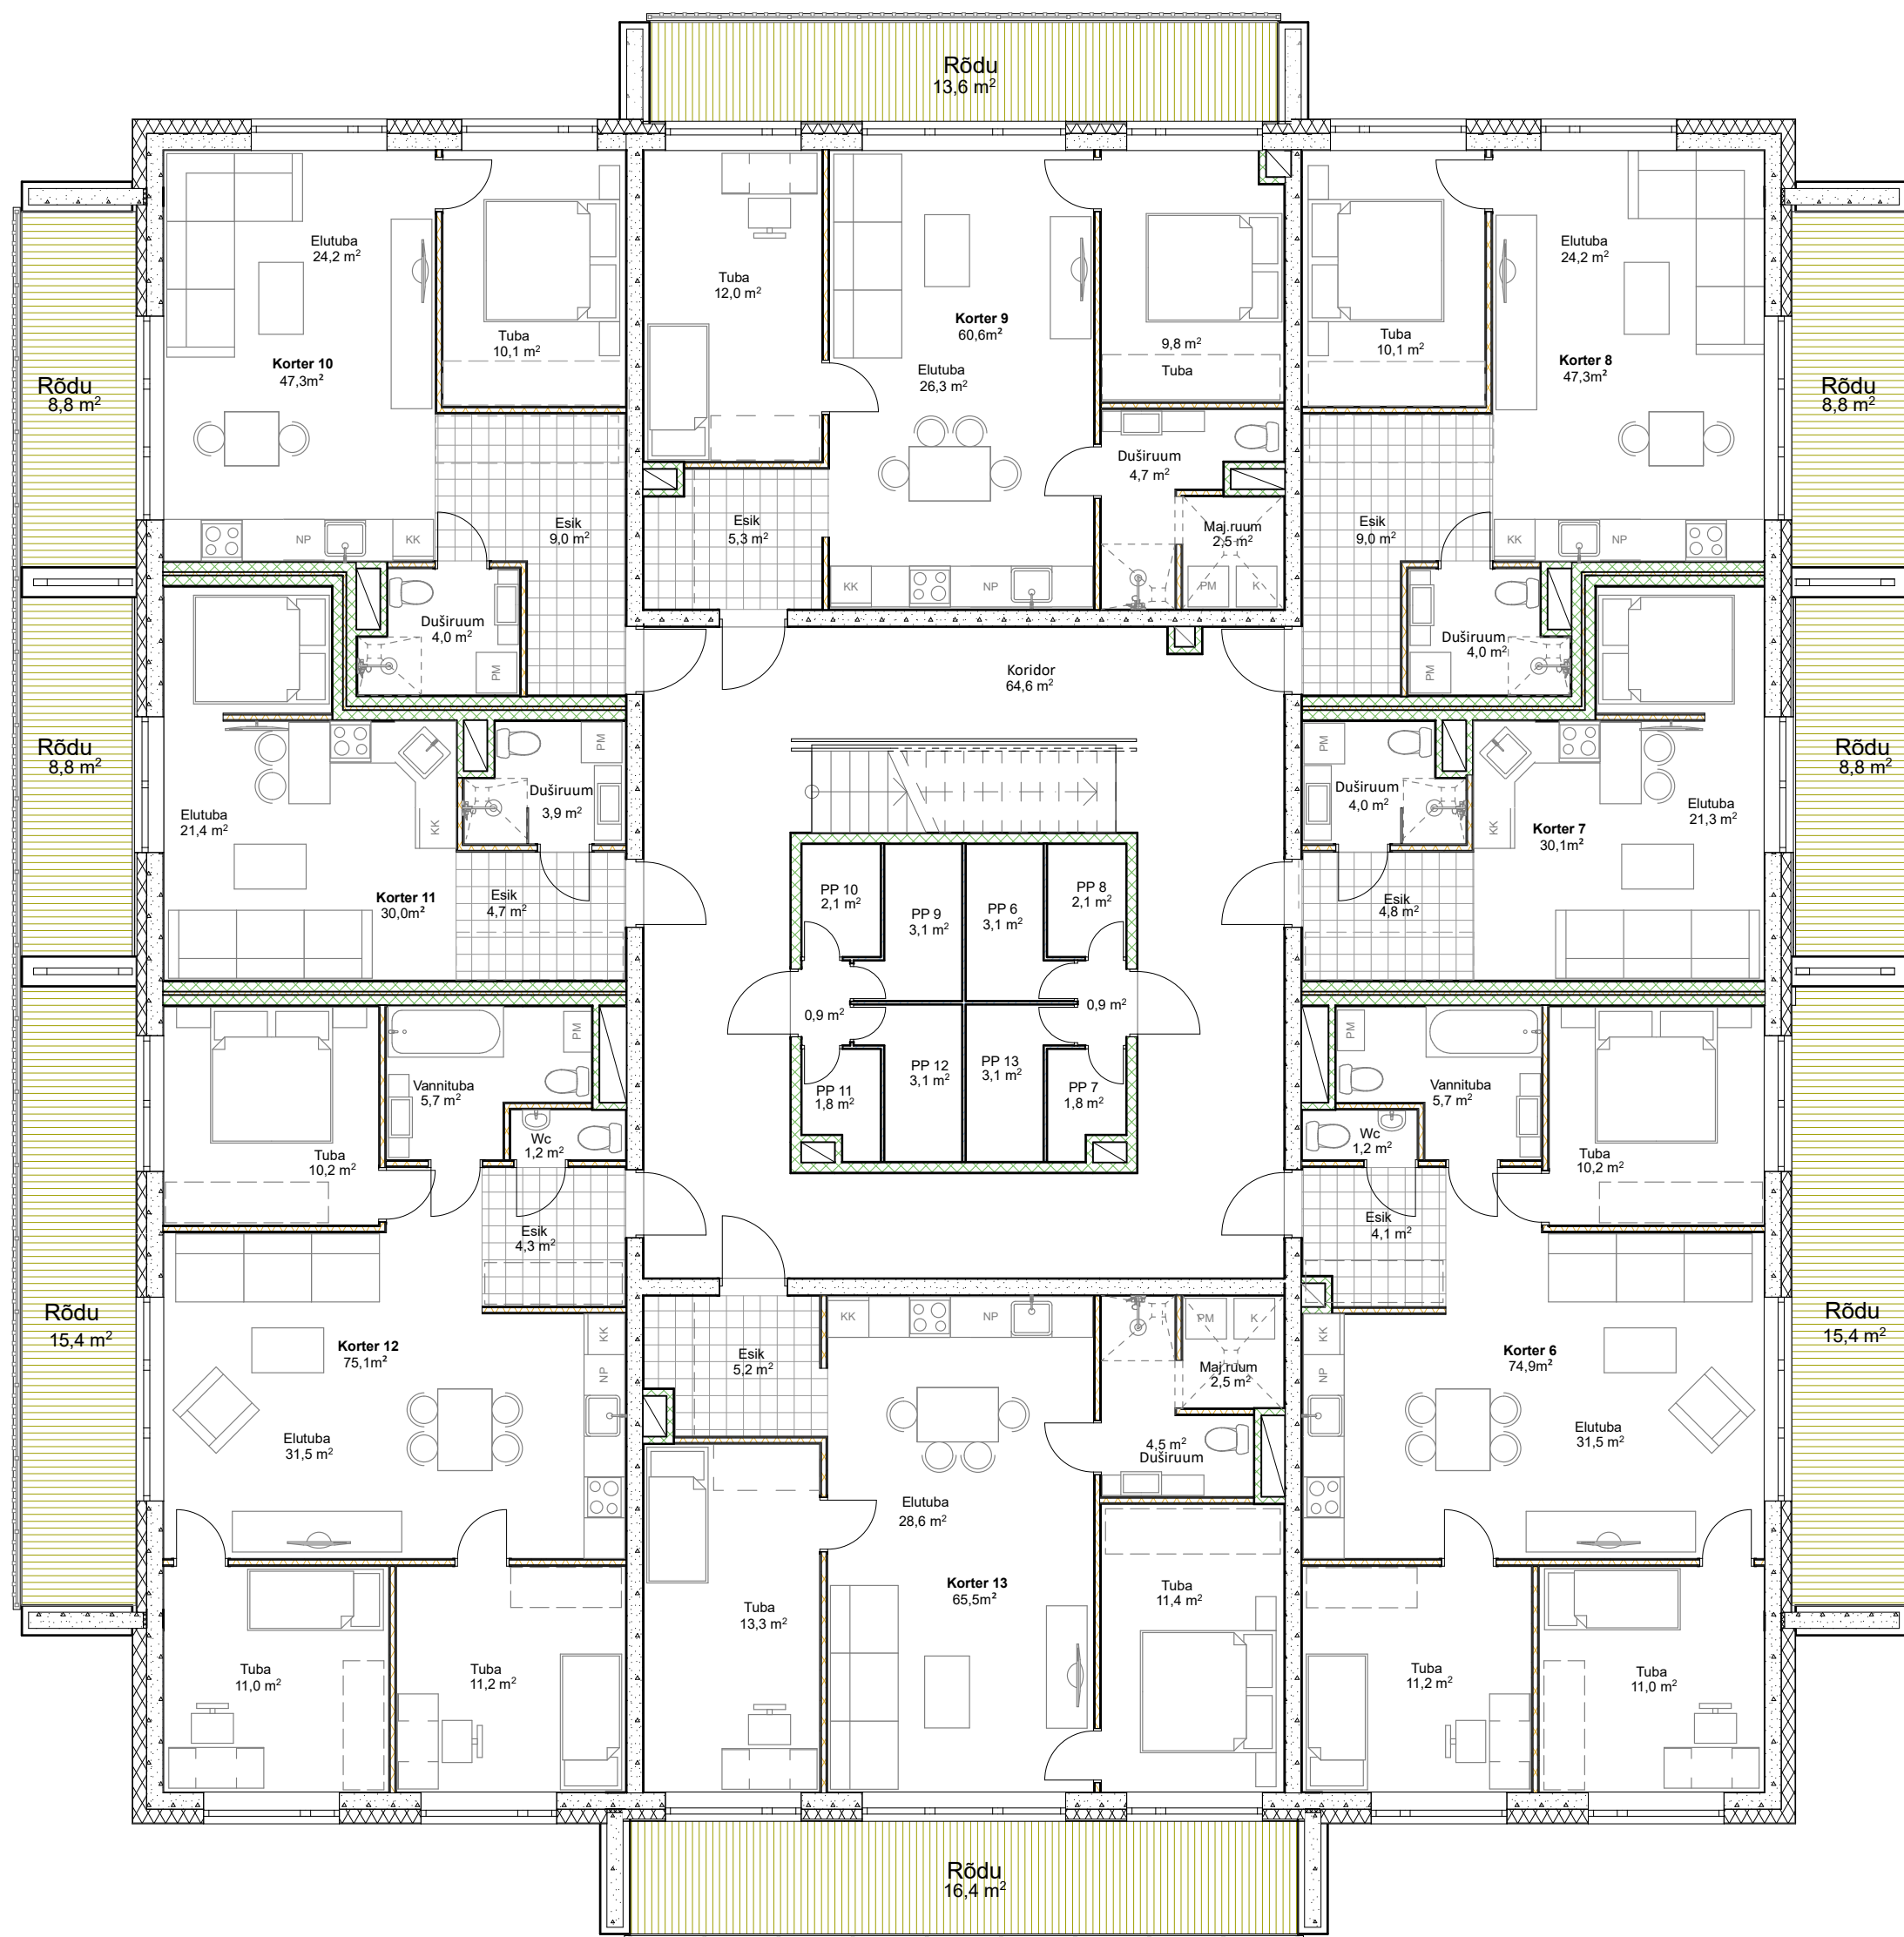 Rõdu
13,6 m²
Elutuba
24,2 m²
Tuba
10,1 m²
Korter 10
47,3m²
Esik
9,0 m²
NP
KK
Duširuum
4,0 m²
PM
Rõdu
8,8 m²
Tuba
12,0 m²
Korter 9
60,6m²
Elutuba
26,3 m²
9,8 m²
Tuba
Duširuum
4,7 m²
Maj.ruum
2,5 m²
Esik
5,3 m²
KK
NP
PM
K
Tuba
10,1 m²
Elutuba
24,2 m²
Korter 8
47,3m²
Esik
9,0 m²
KK
NP
Duširuum
4,0 m²
PM
Rõdu
8,8 m²
Koridor
64,6 m²
Rõdu
8,8 m²
Elutuba
21,4 m²
KK
Duširuum
3,9 m²
PM
Korter 11
30,0m²
Esik
4,7 m²
PP 10
2,1 m²
PP 9
3,1 m²
PP 6
3,1 m²
PP 8
2,1 m²
0,9 m²
0,9 m²
PP 11
1,8 m²
PP 12
3,1 m²
PP 13
3,1 m²
PP 7
1,8 m²
PM
Duširuum
4,0 m²
KK
Korter 7
30,1m²
Elutuba
21,3 m²
Esik
4,8 m²
Rõdu
8,8 m²
Rõdu
15,4 m²
Tuba
10,2 m²
Vannituba
5,7 m²
PM
Wc
1,2 m²
Esik
4,3 m²
Korter 12
75,1m²
KK
NP
Elutuba
31,5 m²
Tuba
11,0 m²
Tuba
11,2 m²
Esik
5,2 m²
KK
NP
PM
K
Maj.ruum
2,5 m²
4,5 m²
Duširuum
Elutuba
28,6 m²
Korter 13
65,5m²
Tuba
13,3 m²
Tuba
11,4 m²
PM
Vannituba
5,7 m²
Wc
1,2 m²
Tuba
10,2 m²
Esik
4,1 m²
KK
NP
Korter 6
74,9m²
Elutuba
31,5 m²
Tuba
11,2 m²
Tuba
11,0 m²
Rõdu
15,4 m²
Rõdu
16,4 m²